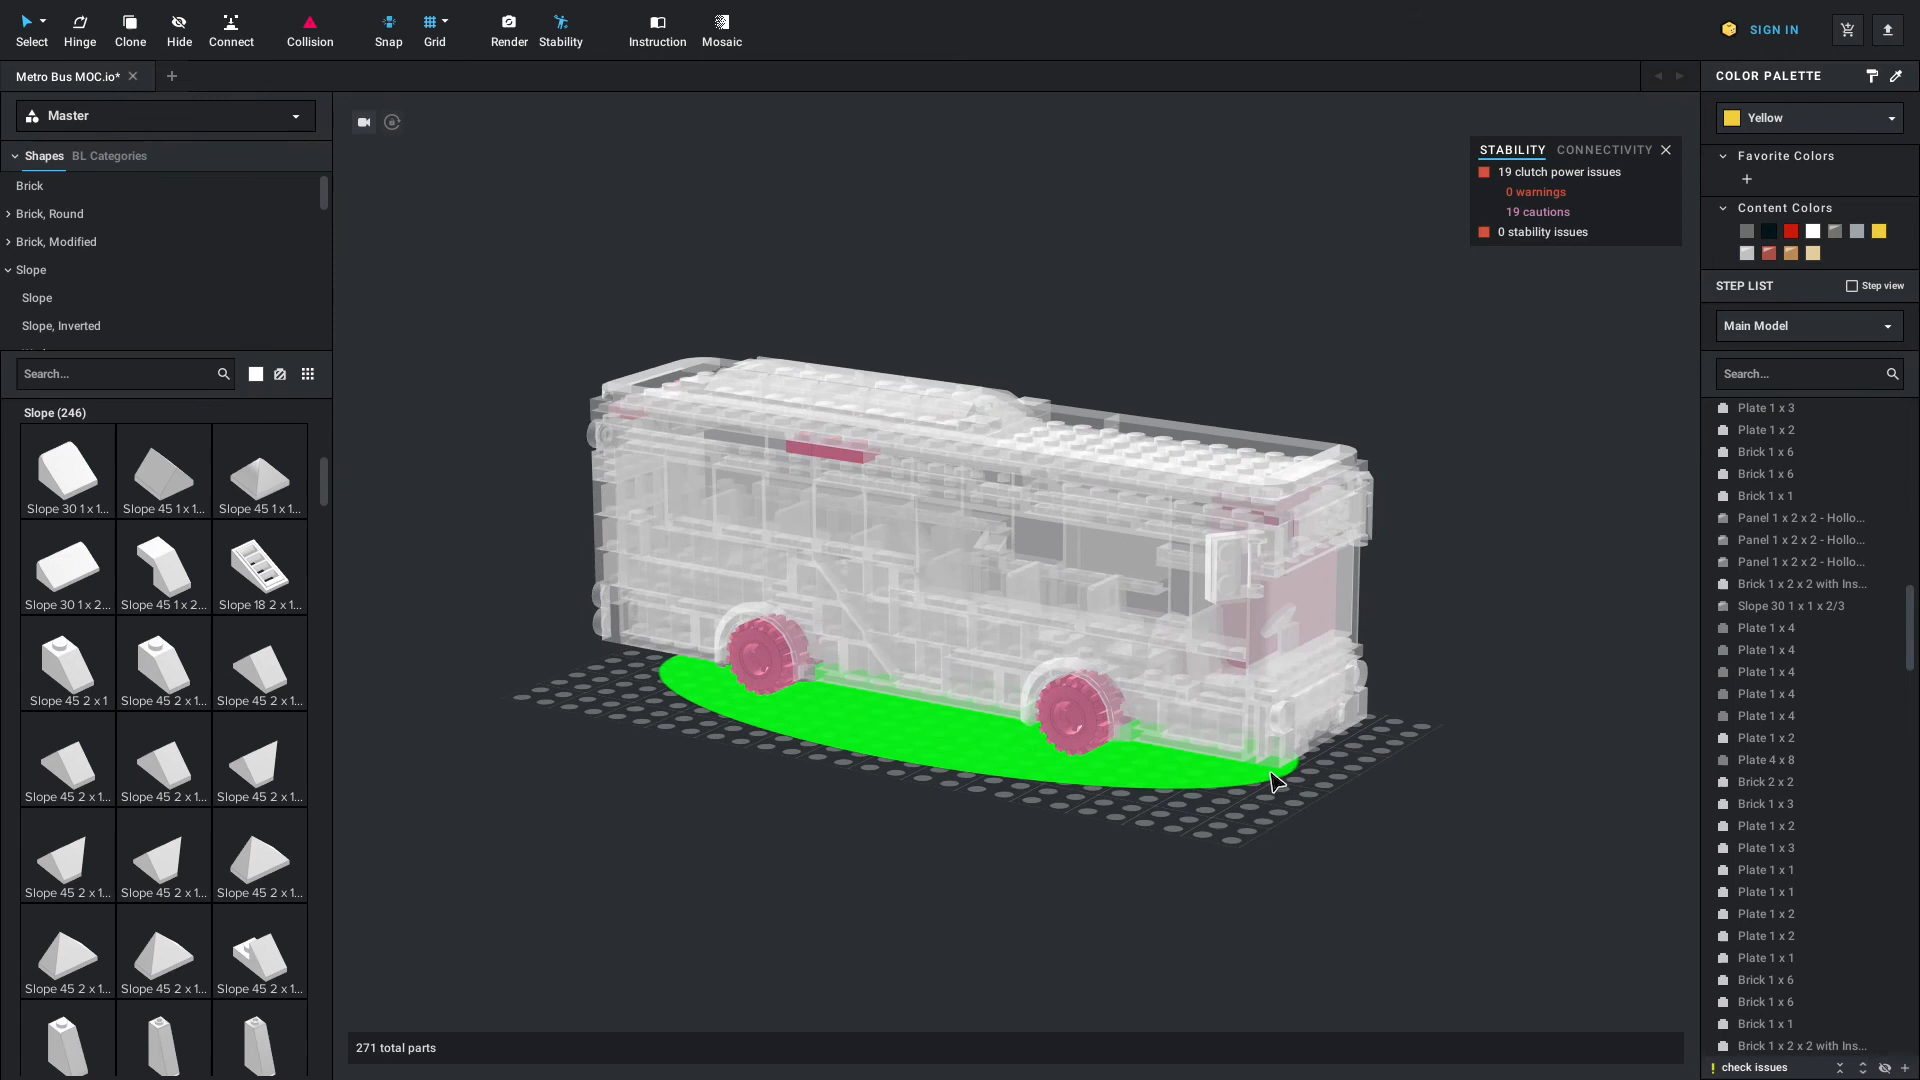 Select
Hinge
Clone
Hide
Connect
Collision
Snap
Grid
Render
Stability
Instruction
Mosaic
SIGN IN
Metro Bus MOC.io*
COLOR PALETTE
Master
Shapes
BL Categories
Brick
Brick, Round
Brick, Modified
Slope
Slope
Slope, Inverted
Search...
Slope (246)
Slope 30 1 x 1...
Slope 45 1 x 1...
Slope 45 1 x 1...
Slope 30 1 x 2...
Slope 45 1 x 2...
Slope 18 2 x 1...
Slope 45 2 x 1
Slope 45 2 x 1...
Slope 45 2 x 1...
Slope 45 2 x 1...
Slope 45 2 x 1...
Slope 45 2 x 1...
Slope 45 2 x 1...
Slope 45 2 x 1...
Slope 45 2 x 1...
Slope 45 2 x 1...
Slope 45 2 x 1...
Slope 45 2 x 1...
STABILITY
CONNECTIVITY
19 clutch power issues
0 warnings
19 cautions
0 stability issues
271 total parts
Yellow
Favorite Colors
Content Colors
STEP LIST
Step view
Main Model
Search...
Plate 1 x 3
Plate 1 x 2
Brick 1 x 6
Brick 1 x 6
Brick 1 x 1
Panel 1 x 2 x 2 - Hollo...
Panel 1 x 2 x 2 - Hollo...
Panel 1 x 2 x 2 - Hollo...
Brick 1 x 2 x 2 with Ins...
Slope 30 1 x 1 x 2/3
Plate 1 x 4
Plate 1 x 4
Plate 1 x 4
Plate 1 x 4
Plate 1 x 4
Plate 1 x 2
Plate 4 x 8
Brick 2 x 2
Brick 1 x 3
Plate 1 x 2
Plate 1 x 3
Plate 1 x 1
Plate 1 x 1
Plate 1 x 2
Plate 1 x 2
Plate 1 x 1
Brick 1 x 6
Brick 1 x 6
Brick 1 x 1
Brick 1 x 2 x 2 with Ins...
! check issues